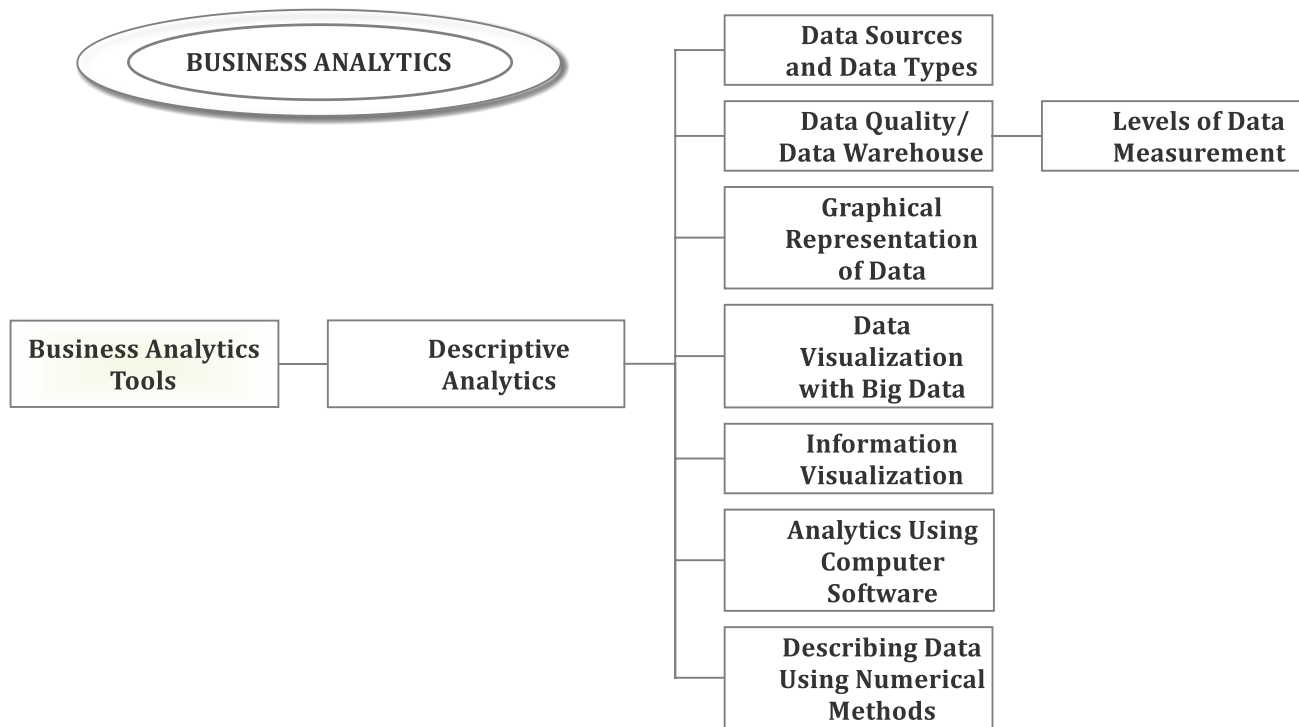 BUSINESS ANALYTICS
Data Sources
and Data Types
Data Quality/
Data Warehouse
Levels of Data
Measurement
Graphical
Representation
of Data
Business Analytics
Tools
Descriptive
Analytics
Data
Visualization
with Big Data
Information
Visualization
Analytics Using
Computer
Software
Describing Data
Using Numerical
Methods